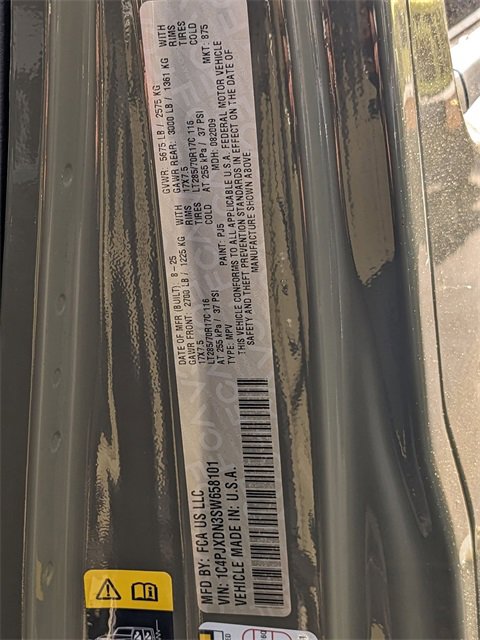 MFD BY: FCA US LLC
VIN: 1C4PJXDN3SW658101
VEHICLE MADE IN: U.S.A.
DATE OF MFR (BUILT) 8-25
GVWR 5675 LB / 2575 KG
GAWR FRONT: 2700 LB / 1225 KG WITH
GAWR REAR: 3000 LB / 1361 KG WITH
17X7.5 RIMS
17X7.5 RIMS
LT285/70R17C 116 TIRES
LT285/70R17C 116 TIRES
AT 255 kPa / 37 PSI COLD
AT 255 kPa / 37 PSI COLD
TYPE: MPV PAINT: PJ5 MDH: 082009 MKT: 875
THIS VEHICLE CONFORMS TO ALL APPLICABLE U.S.A. FEDERAL MOTOR VEHICLE
SAFETY AND THEFT PREVENTION STANDARDS IN EFFECT ON THE DATE OF
MANUFACTURE SHOWN ABOVE.